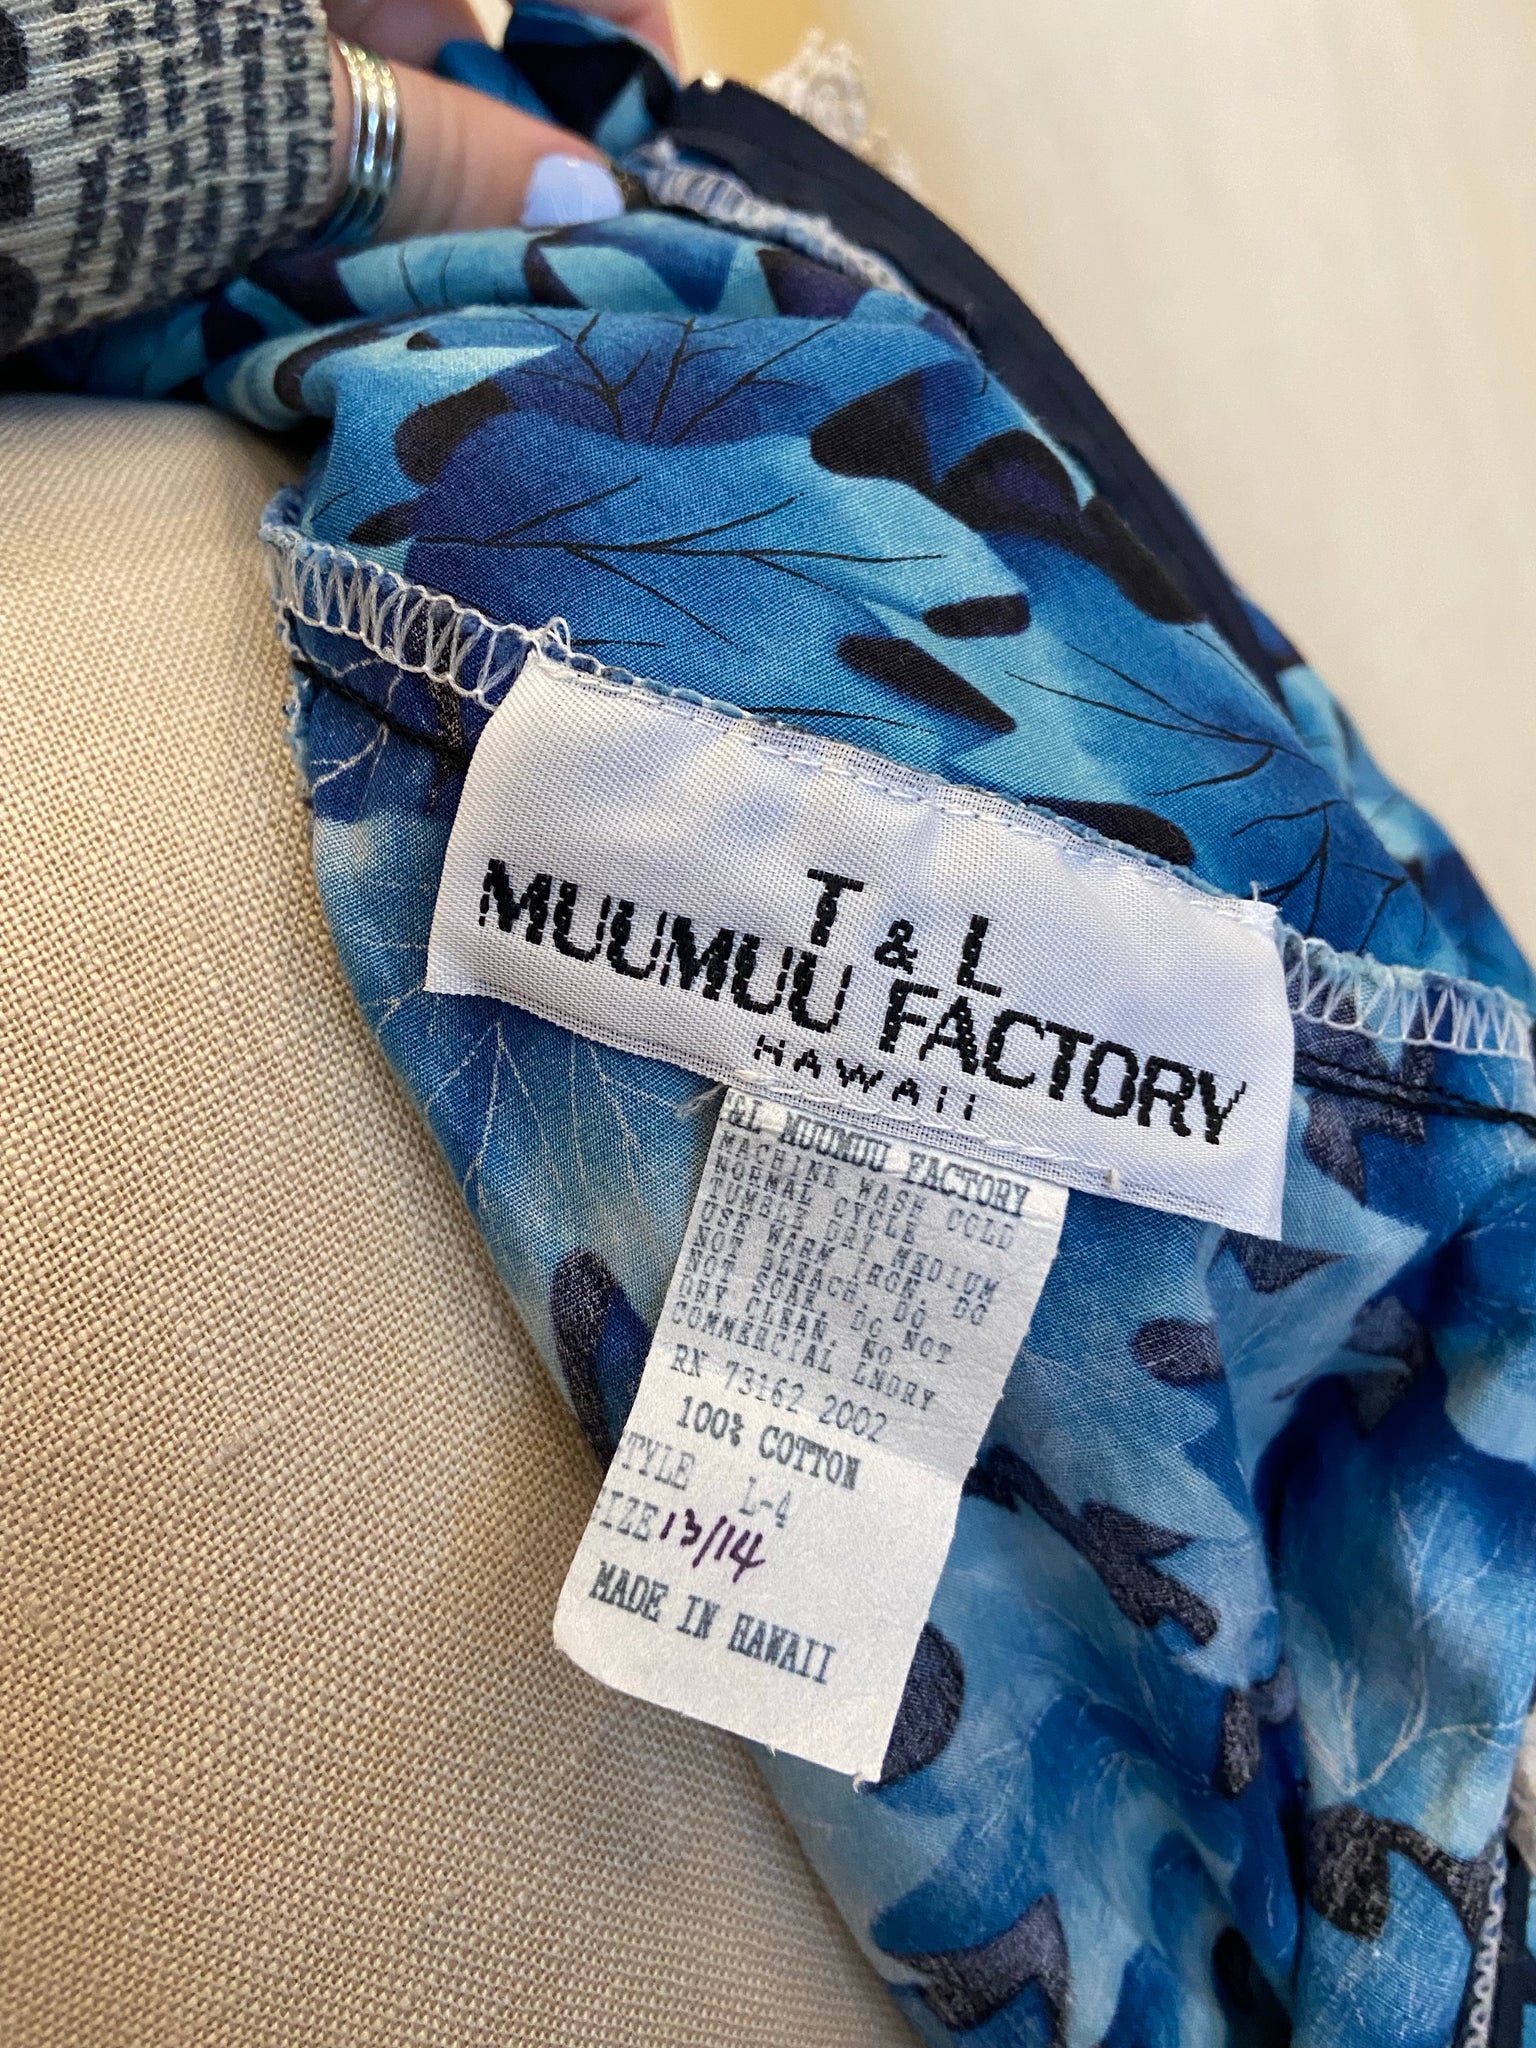 T & L
MUUMUU FACTORY
HAWAII
&L MUUMUU FACTORY
MACHINE WASH COLD
NORMAL CYCLE
TUMBLE DRY MEDIUM
USE WARM IRON. DO
NOT BLEACH. DO
NOT SOAK. DO NOT
DRY CLEAN. NO
COMMERCIAL LNDRY
RN 73162 2002
100% COTTON
TYLE L-4
IZE 13/14
MADE IN HAWAII